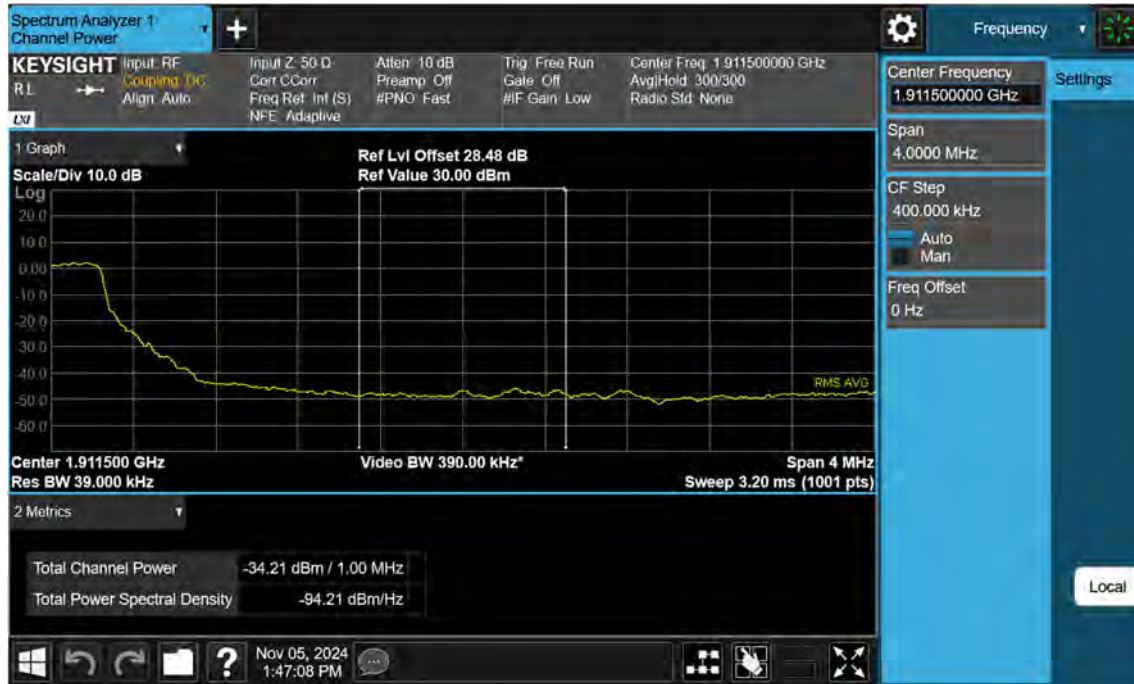 Spectrum Analyzer 1
Channel Power
+
Frequency
KEYSIGHT
RL
LXI
Input: RF
Coupling: DC
Align: Auto
Input Z: 50 Ω
Corr CCorr
Freq Ref: Int (S)
NFE: Adaptive
Atten: 10 dB
Preamp: Off
#PNO: Fast
Trig: Free Run
Gate: Off
#IF Gain: Low
Center Freq: 1.911500000 GHz
Avg|Hold: 300/300
Radio Std: None
Center Frequency
1.911500000 GHz
Settings
Span
4.0000 MHz
CF Step
400.000 kHz
Auto
Man
Freq Offset
0 Hz
1 Graph
Scale/Div 10.0 dB
Ref Lvl Offset 28.48 dB
Ref Value 30.00 dBm
Log
20.0
10.0
0.00
-10.0
-20.0
-30.0
-40.0
-50.0
-60.0
RMS AVG
Center 1.911500 GHz
Res BW 39.000 kHz
Video BW 390.00 kHz*
Span 4 MHz
Sweep 3.20 ms (1001 pts)
2 Metrics
Total Channel Power -34.21 dBm / 1.00 MHz
Total Power Spectral Density -94.21 dBm/Hz
Local
?
Nov 05, 2024
1:47:08 PM